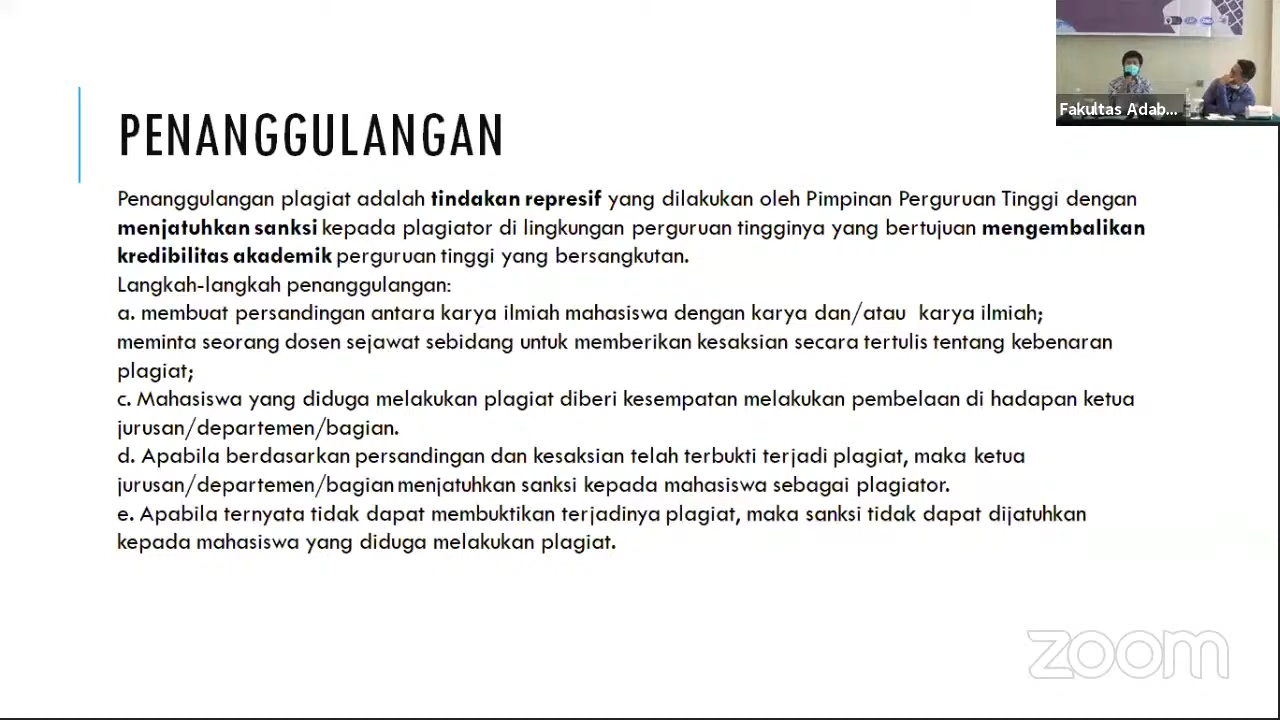 PENANGGULANGAN
Penanggulangan plagiat adalah tindakan represif yang dilakukan oleh Pimpinan Perguruan Tinggi dengan
menjatuhkan sanksi kepada plagiator di lingkungan perguruan tingginya yang bertujuan mengembalikan
kredibilitas akademik perguruan tinggi yang bersangkutan.
Langkah-langkah penanggulangan:
a. membuat persandingan antara karya ilmiah mahasiswa dengan karya dan/atau karya ilmiah;
meminta seorang dosen sejawat sebidang untuk memberikan kesaksian secara tertulis tentang kebenaran
plagiat;
c. Mahasiswa yang diduga melakukan plagiat diberi kesempatan melakukan pembelaan di hadapan ketua
jurusan/departemen/bagian.
d. Apabila berdasarkan persandingan dan kesaksian telah terbukti terjadi plagiat, maka ketua
jurusan/departemen/bagian menjatuhkan sanksi kepada mahasiswa sebagai plagiator.
e. Apabila ternyata tidak dapat membuktikan terjadinya plagiat, maka sanksi tidak dapat dijatuhkan
kepada mahasiswa yang diduga melakukan plagiat.
Fakultas Adab...
zoom